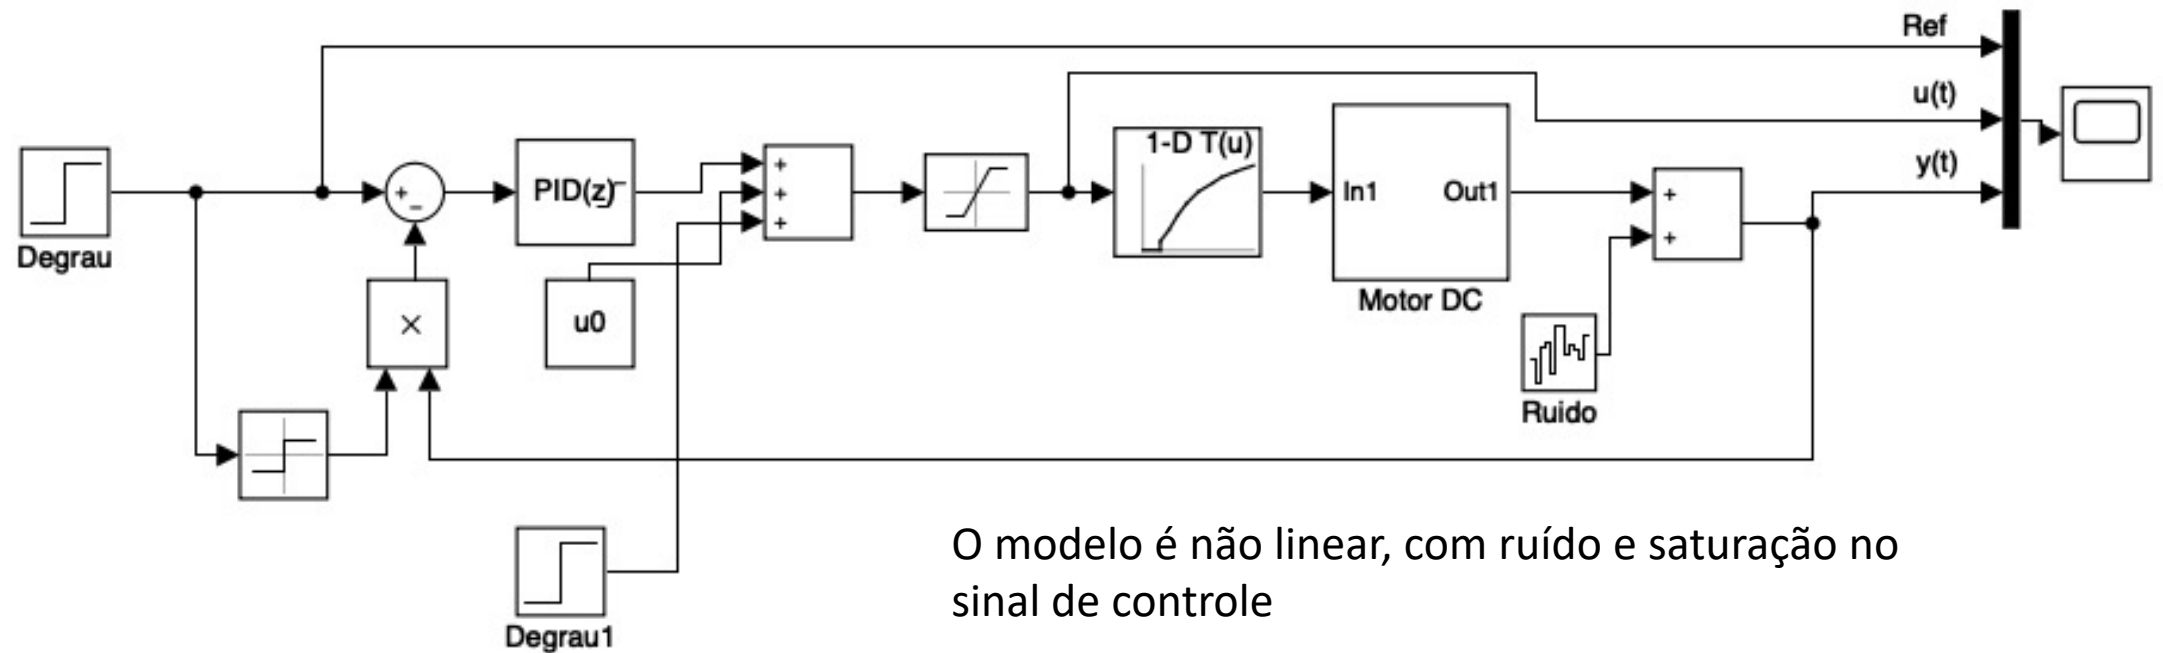 Ref
u(t)
y(t)
1-D T(u)
PID(z)
In1
Out1
Degrau
Motor DC
u0
Ruido
O modelo é não linear, com ruído e saturação no
sinal de controle
Degrau1